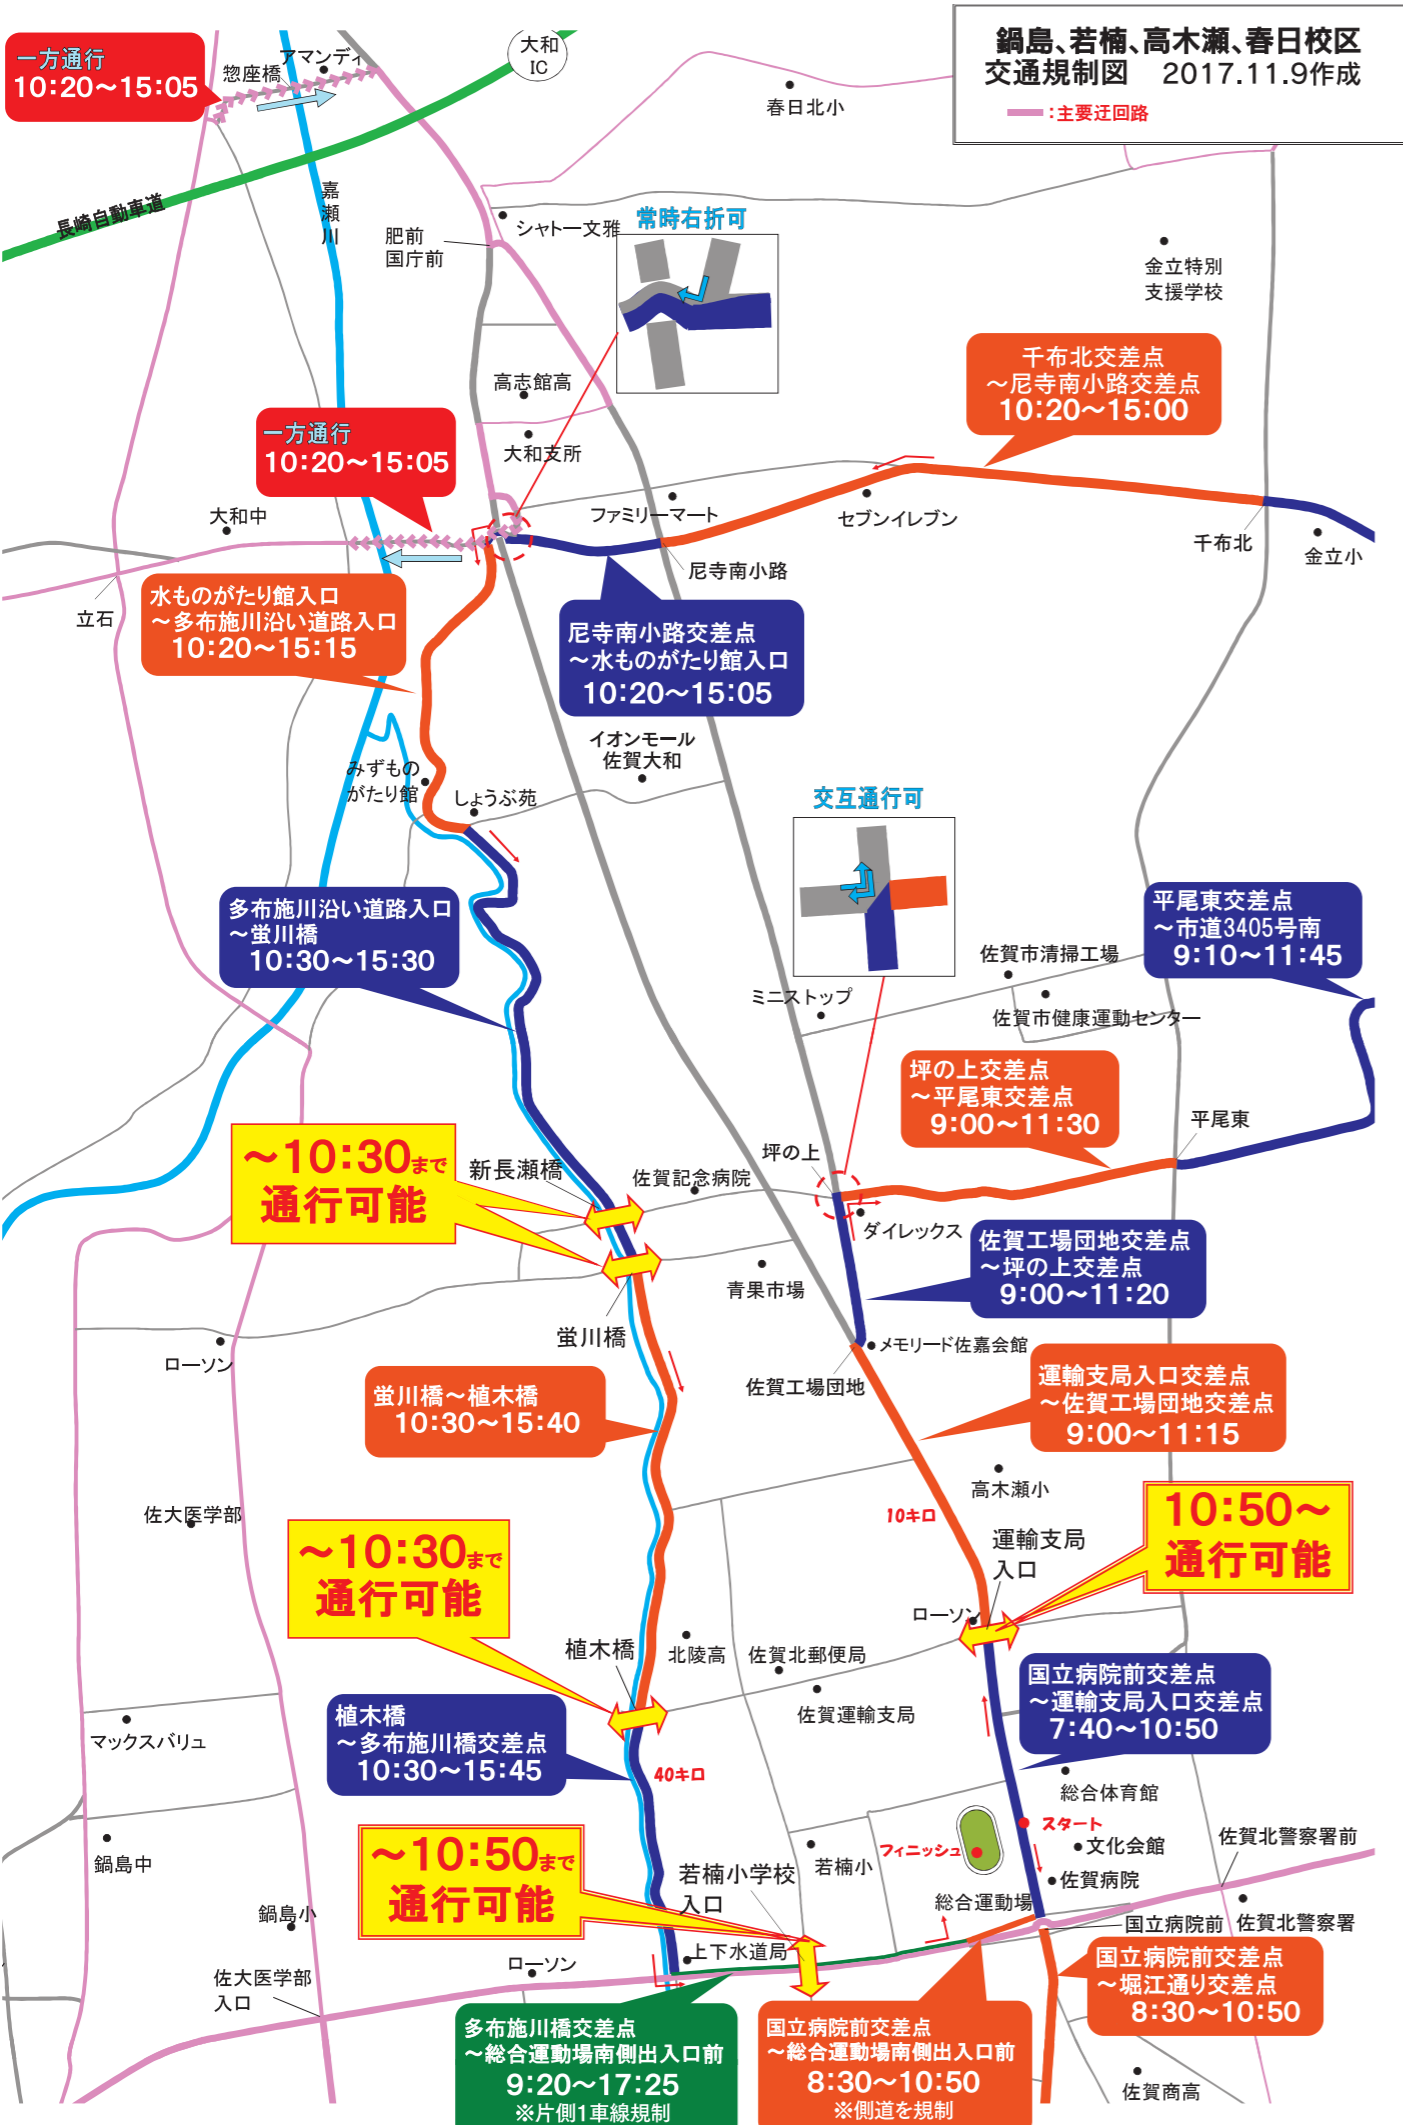 鍋島、若楠、高木瀬、春日校区
交通規制図 2017.11.9作成
:主要迂回路
一方通行
10:20〜15:05
惣座橋
アマンディ
大和
IC
春日北小
長崎自動車道
嘉瀬川
肥前
国庁前
シャトー文雅
常時右折可
金立特別
支援学校
千布北交差点
〜尼寺南小路交差点
10:20〜15:00
高志館高
大和支所
一方通行
10:20〜15:05
大和中
ファミリーマート
セブンイレブン
千布北
金立小
尼寺南小路
立石
水ものがたり館入口
〜多布施川沿い道路入口
10:20〜15:15
尼寺南小路交差点
〜水ものがたり館入口
10:20〜15:05
イオンモール
佐賀大和
みずもの
がたり館
しょうぶ苑
交互通行可
多布施川沿い道路入口
〜蛍川橋
10:30〜15:30
平尾東交差点
〜市道3405号南
9:10〜11:45
佐賀市清掃工場
ミニストップ
佐賀市健康運動センター
坪の上交差点
〜平尾東交差点
9:00〜11:30
平尾東
〜10:30まで
通行可能
新長瀬橋
佐賀記念病院
坪の上
ダイレックス
佐賀工場団地交差点
〜坪の上交差点
9:00〜11:20
青果市場
蛍川橋
ローソン
メモリード佐嘉会館
佐賀工場団地
運輸支局入口交差点
〜佐賀工場団地交差点
9:00〜11:15
蛍川橋〜植木橋
10:30〜15:40
高木瀬小
佐大医学部
10キロ
10:50〜
通行可能
運輸支局
入口
〜10:30まで
通行可能
ローソン
植木橋
北陵高
佐賀北郵便局
佐賀運輸支局
国立病院前交差点
〜運輸支局入口交差点
7:40〜10:50
マックスバリュ
植木橋
〜多布施川橋交差点
10:30〜15:45
40キロ
総合体育館
スタート
文化会館
佐賀北警察署前
フィニッシュ
若楠小
佐賀病院
鍋島中
〜10:50まで
通行可能
若楠小学校
入口
総合運動場
国立病院前
佐賀北警察署
鍋島小
上下水道局
ローソン
佐大医学部
入口
国立病院前交差点
〜堀江通り交差点
8:30〜10:50
多布施川橋交差点
〜総合運動場南側出入口前
9:20〜17:25
※片側1車線規制
国立病院前交差点
〜総合運動場南側出入口前
8:30〜10:50
※側道を規制
佐賀商高